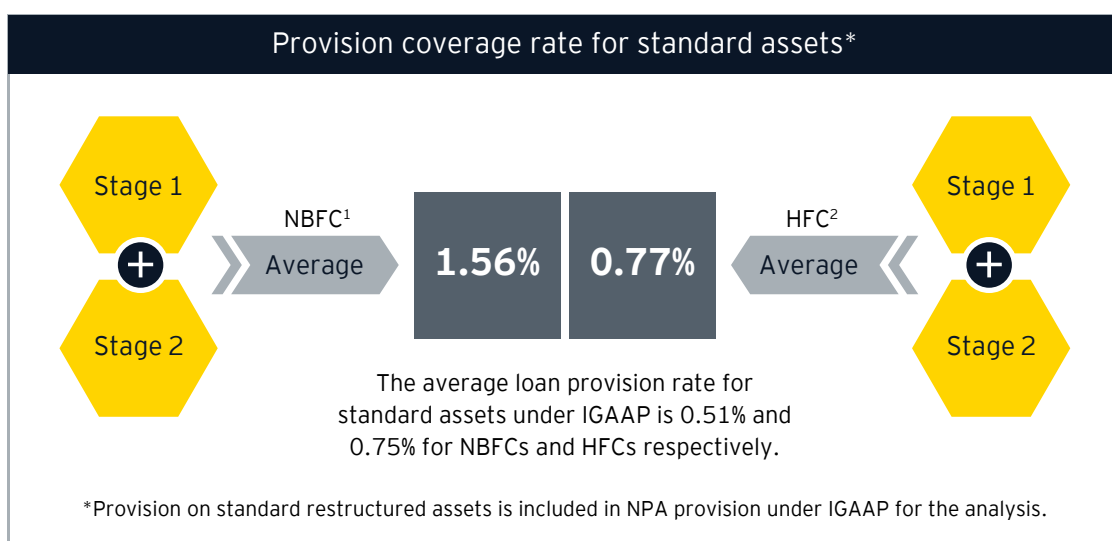 Provision coverage rate for standard assets*
Stage 1
+
Stage 2
NBFC¹
Average
1.56%
0.77%
HFC²
Average
Stage 1
+
Stage 2
The average loan provision rate for
standard assets under IGAAP is 0.51% and
0.75% for NBFCs and HFCs respectively.
*Provision on standard restructured assets is included in NPA provision under IGAAP for the analysis.